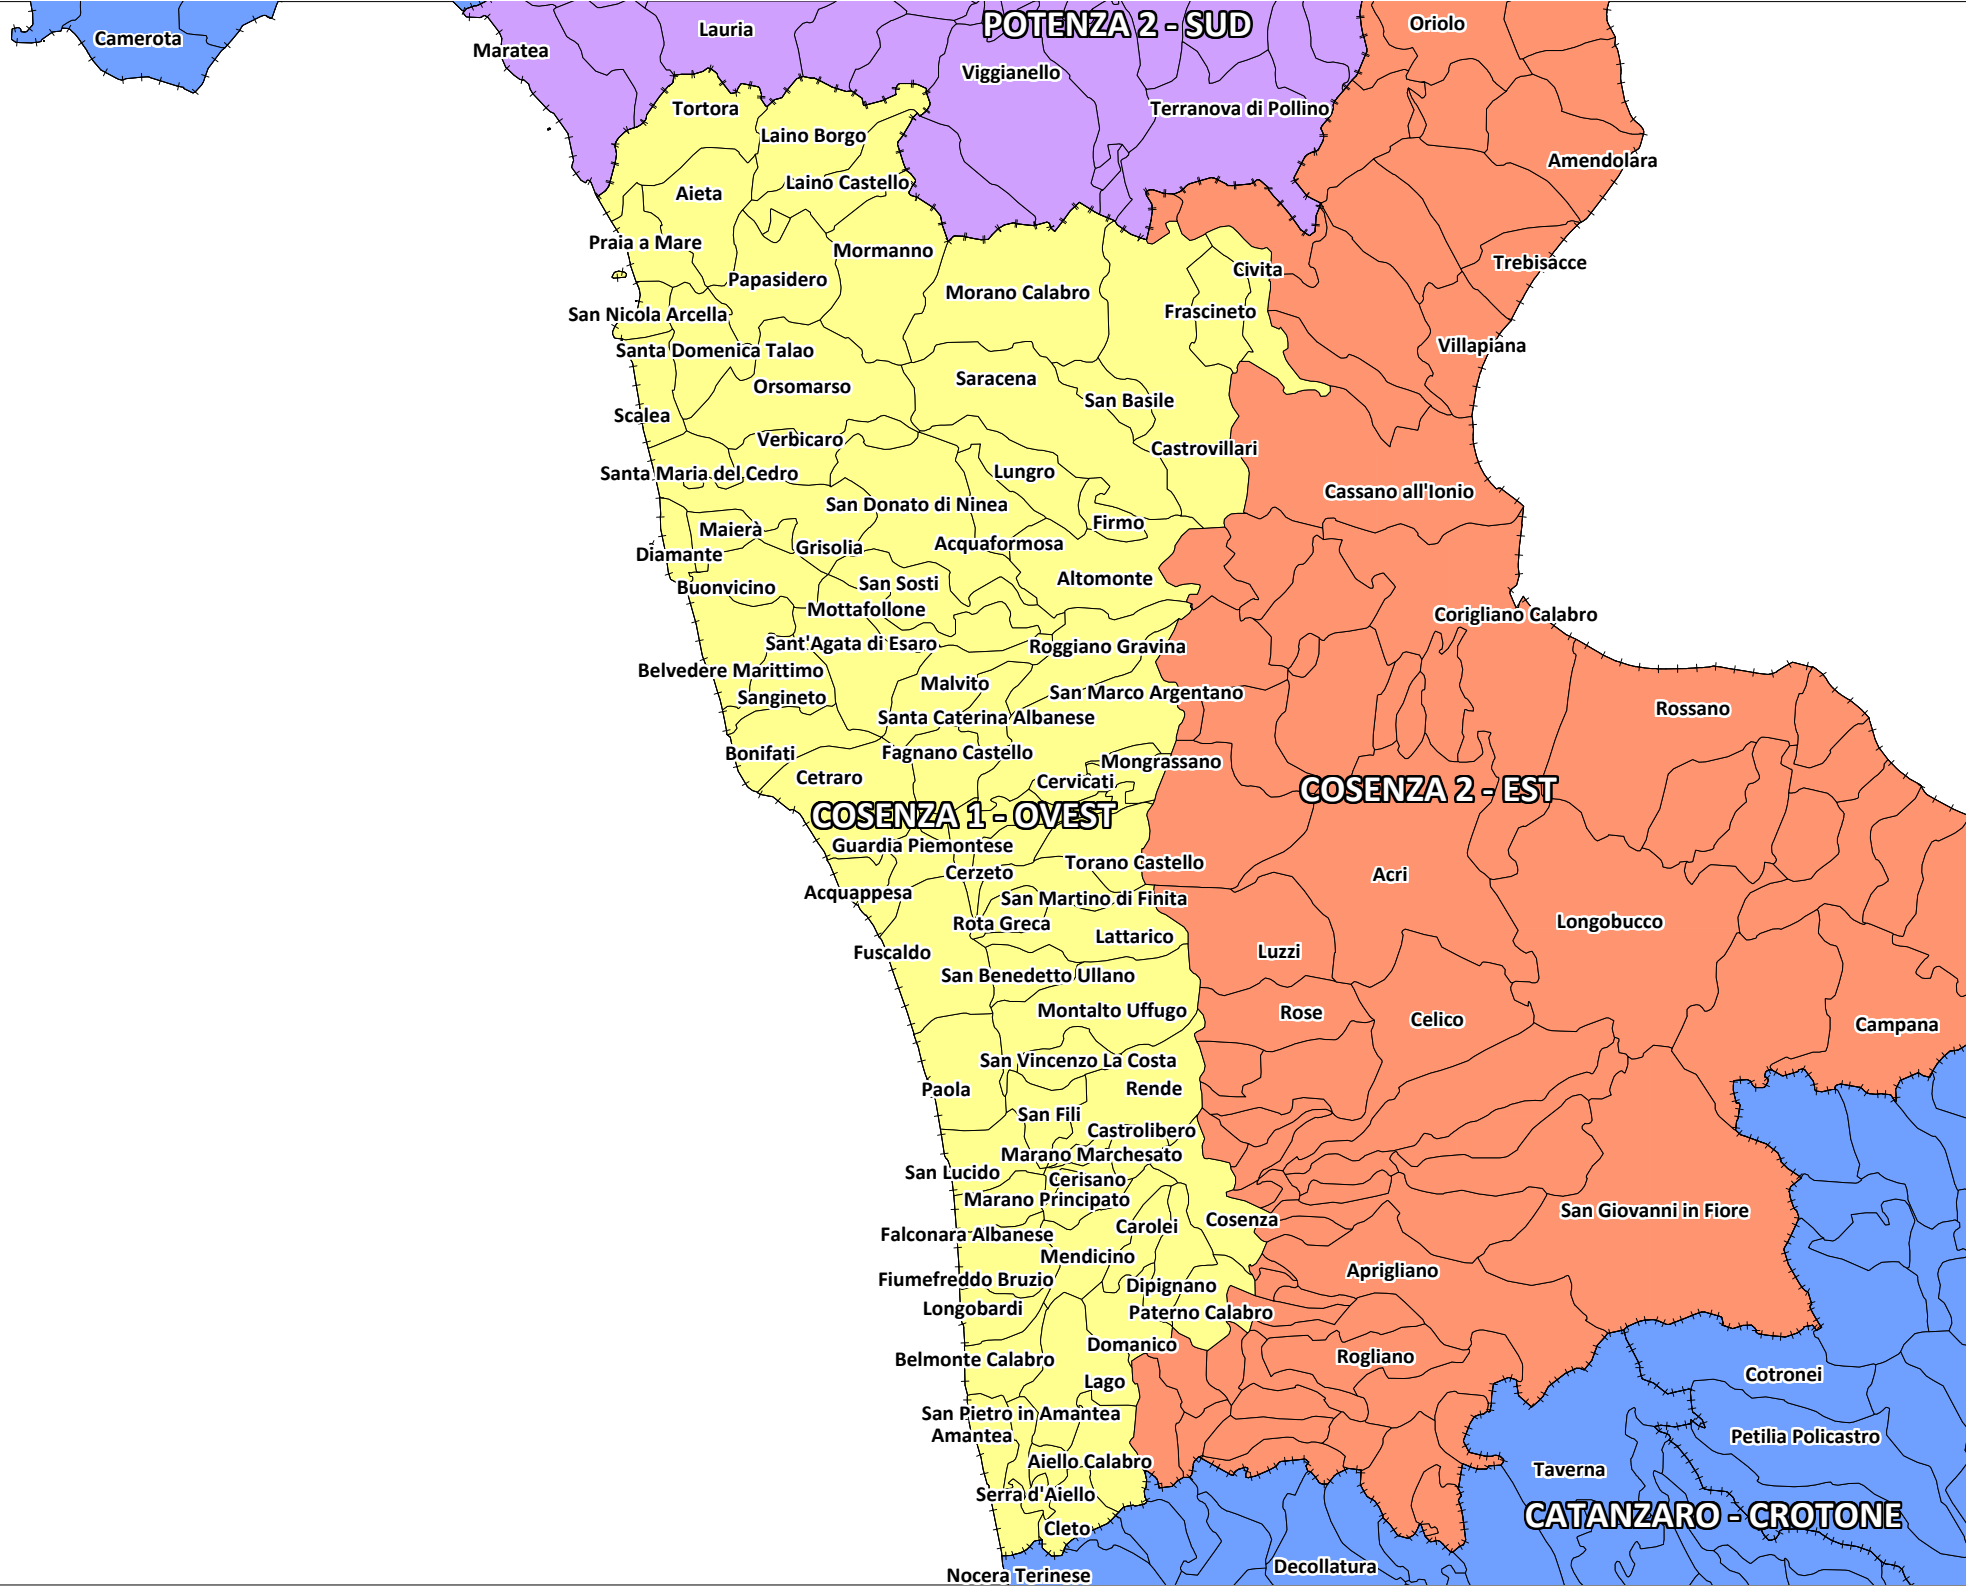 Camerota
Maratea
Lauria
POTENZA 2 - SUD
Viggianello
Terranova di Pollino
Oriolo
Amendolara
Tortora
Laino Borgo
Laino Castello
Aieta
Praia a Mare
Papasidero
Mormanno
Morano Calabro
Civita
Frascineto
Trebisacce
Villapiana
San Nicola Arcella
Santa Domenica Talao
Orsomarso
Saracena
San Basile
Scalea
Verbicaro
Castrovillari
Santa Maria del Cedro
Lungro
Cassano all'Ionio
San Donato di Ninea
Firmo
Maierà
Grisolia
Acquaformosa
Diamante
Altomonte
Buonvicino
San Sosti
Mottafollone
Corigliano Calabro
Sant'Agata di Esaro
Roggiano Gravina
Belvedere Marittimo
Malvito
San Marco Argentano
Sangineto
Santa Caterina Albanese
Rossano
Bonifati
Fagnano Castello
Mongrassano
Cetraro
Cervicati
COSENZA 2 - EST
COSENZA 1 - OVEST
Guardia Piemontese
Torano Castello
Cerzeto
Acri
Acquappesa
San Martino di Finita
Rota Greca
Lattarico
Longobucco
Fuscaldo
Luzzi
San Benedetto Ullano
Montalto Uffugo
Rose
Celico
Campana
San Vincenzo La Costa
Paola
Rende
San Fili
Castrolibero
Marano Marchesato
San Lucido
Cerisano
Marano Principato
Carolei
Cosenza
San Giovanni in Fiore
Falconara Albanese
Mendicino
Fiumefreddo Bruzio
Dipignano
Aprigliano
Longobardi
Paterno Calabro
Domanico
Belmonte Calabro
Rogliano
Lago
Cotronei
San Pietro in Amantea
Amantea
Petilia Policastro
Aiello Calabro
Taverna
Serra d'Aiello
CATANZARO - CROTONE
Cleto
Decollatura
Nocera Terinese